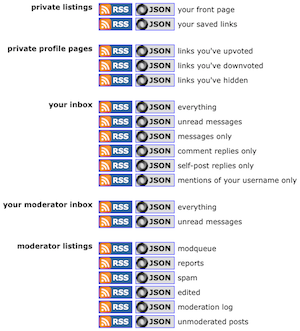 private listings RSS JSON your front page
RSS JSON your saved links
private profile pages RSS JSON links you've upvoted
RSS JSON links you've downvoted
RSS JSON links you've hidden
your inbox RSS JSON everything
RSS JSON unread messages
RSS JSON messages only
RSS JSON comment replies only
RSS JSON self-post replies only
RSS JSON mentions of your username only
your moderator inbox RSS JSON everything
RSS JSON unread messages
moderator listings RSS JSON modqueue
RSS JSON reports
RSS JSON spam
RSS JSON edited
RSS JSON moderation log
RSS JSON unmoderated posts